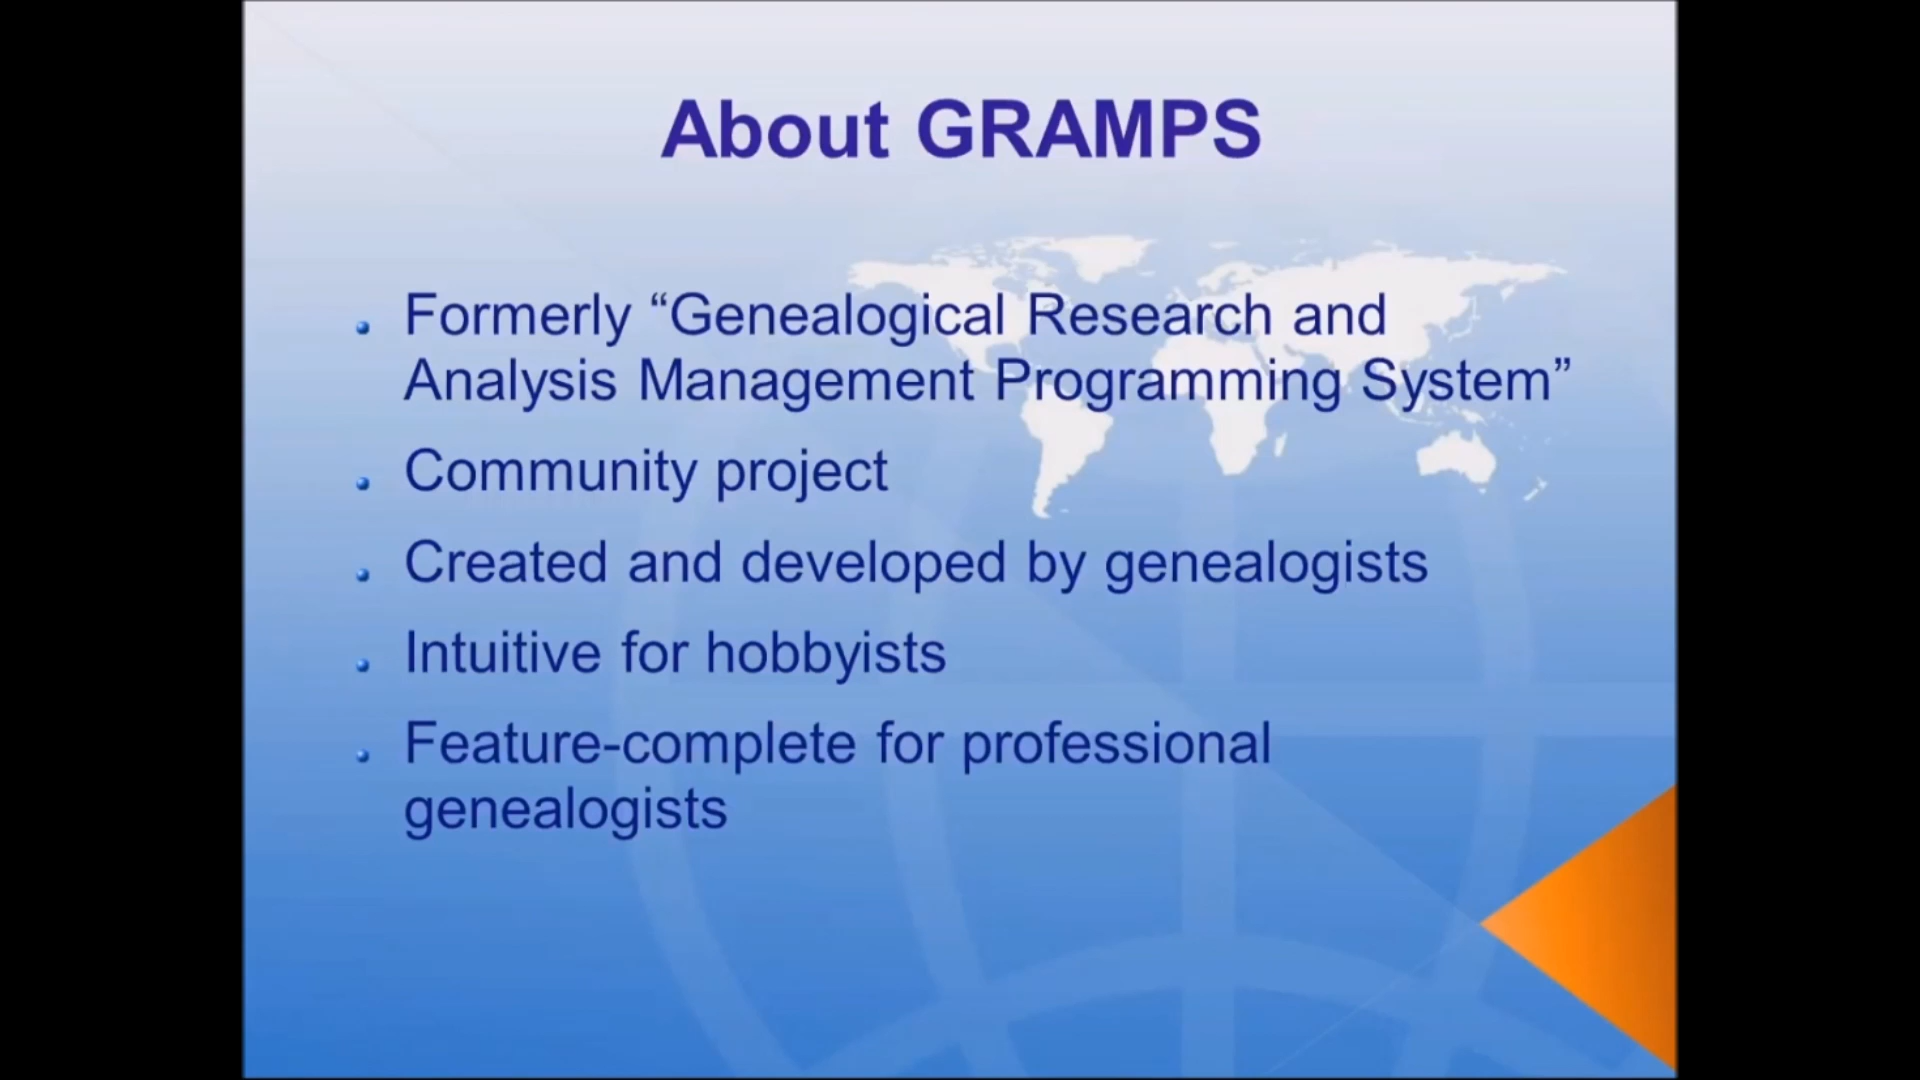 About GRAMPS
Formerly “Genealogical Research and
Analysis Management Programming System”
Community project
Created and developed by genealogists
Intuitive for hobbyists
Feature-complete for professional
genealogists